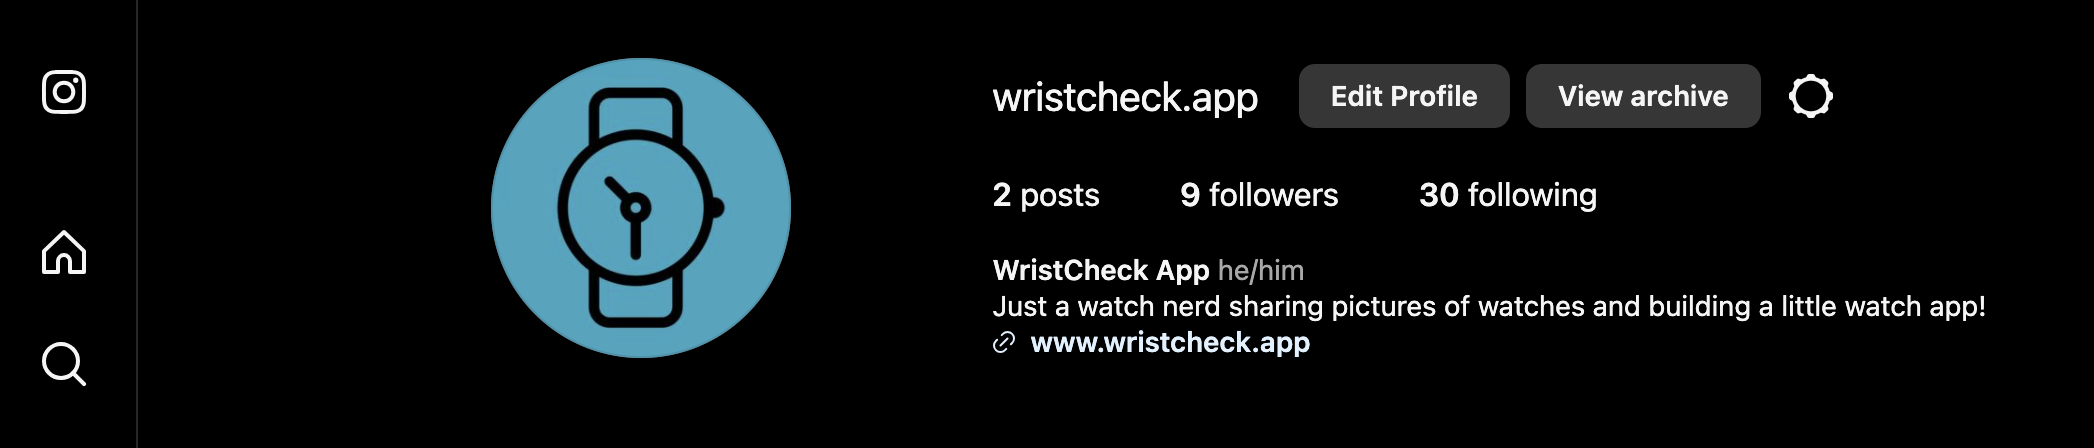 wristcheck.app Edit Profile View archive
2 posts 9 followers 30 following
WristCheck App he/him
Just a watch nerd sharing pictures of watches and building a little watch app!
www.wristcheck.app